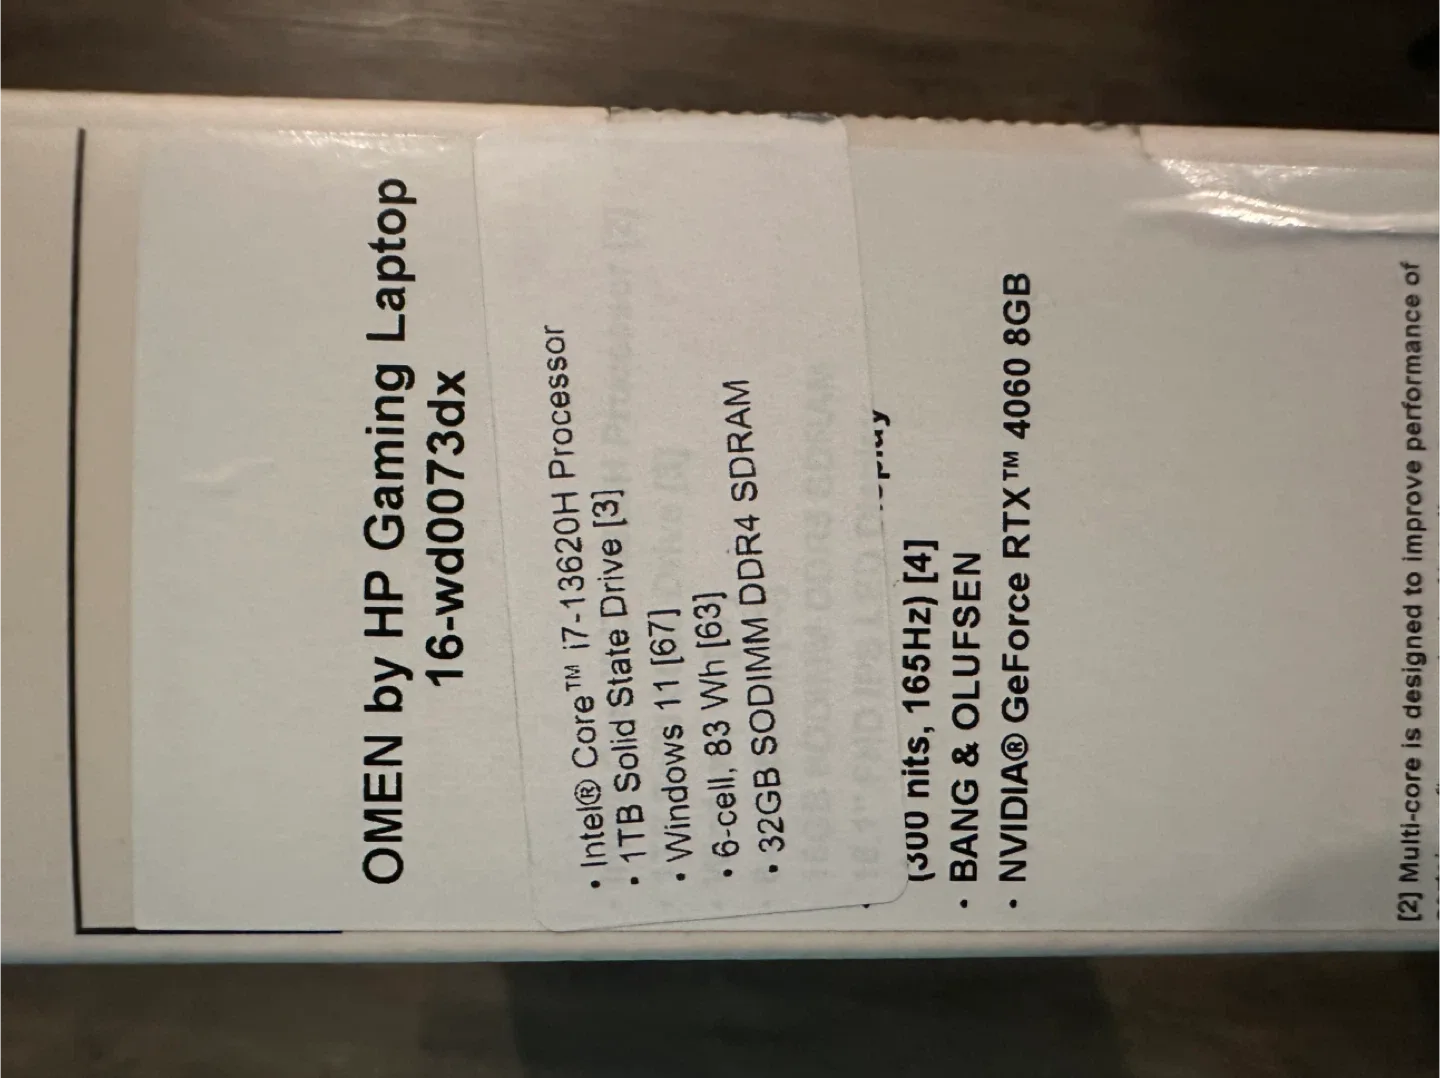 OMEN by HP Gaming Laptop
16-wd0073dx
• Intel® Core™ i7-13620H Processor
• 1TB Solid State Drive [3]
• Windows 11 [67]
• 6-cell, 83 Wh [63]
• 32GB SODIMM DDR4 SDRAM
(300 nits, 165Hz) [4]
• BANG & OLUFSEN
• NVIDIA® GeForce RTX™ 4060 8GB
[2] Multi-core is designed to improve performance of